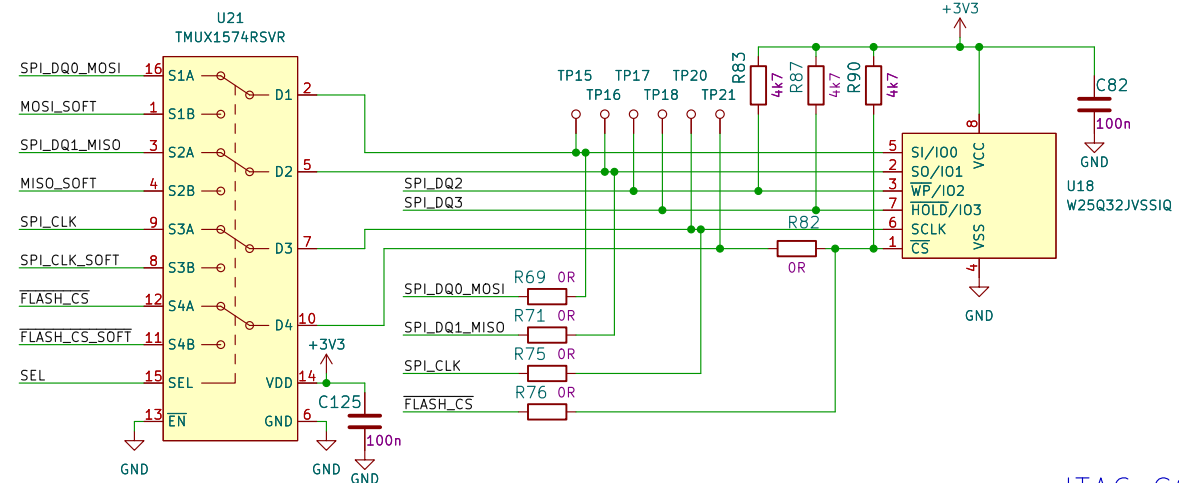 U21
TMUX1574RSVR
SPI_DQ0_MOSI 16 S1A
D1 2
MOSI_SOFT 1 S1B
SPI_DQ1_MISO 3 S2A
D2 5
MISO_SOFT 4 S2B
SPI_CLK 9 S3A
D3 7
SPI_CLK_SOFT 8 S3B
FLASH_CS 12 S4A
D4 10
FLASH_CS_SOFT 11 S4B
SEL 15 SEL
VDD 14
13 EN
GND 6
GND
GND
+3V3
C125
100n
GND
TP15 TP17 TP20
TP16 TP18 TP21
+3V3
R83 4k7
R87 4k7
R90 4k7
C82
100n
GND
SPI_DQ2
SPI_DQ3
R82
0R
8 VCC
5 SI/IO0
2 SO/IO1
3 WP/IO2
7 HOLD/IO3
6 SCLK
1 CS
VSS 4
U18
W25Q32JVSSIQ
GND
R69 0R
SPI_DQ0_MOSI
R71 0R
SPI_DQ1_MISO
R75 0R
SPI_CLK
R76 0R
FLASH_CS